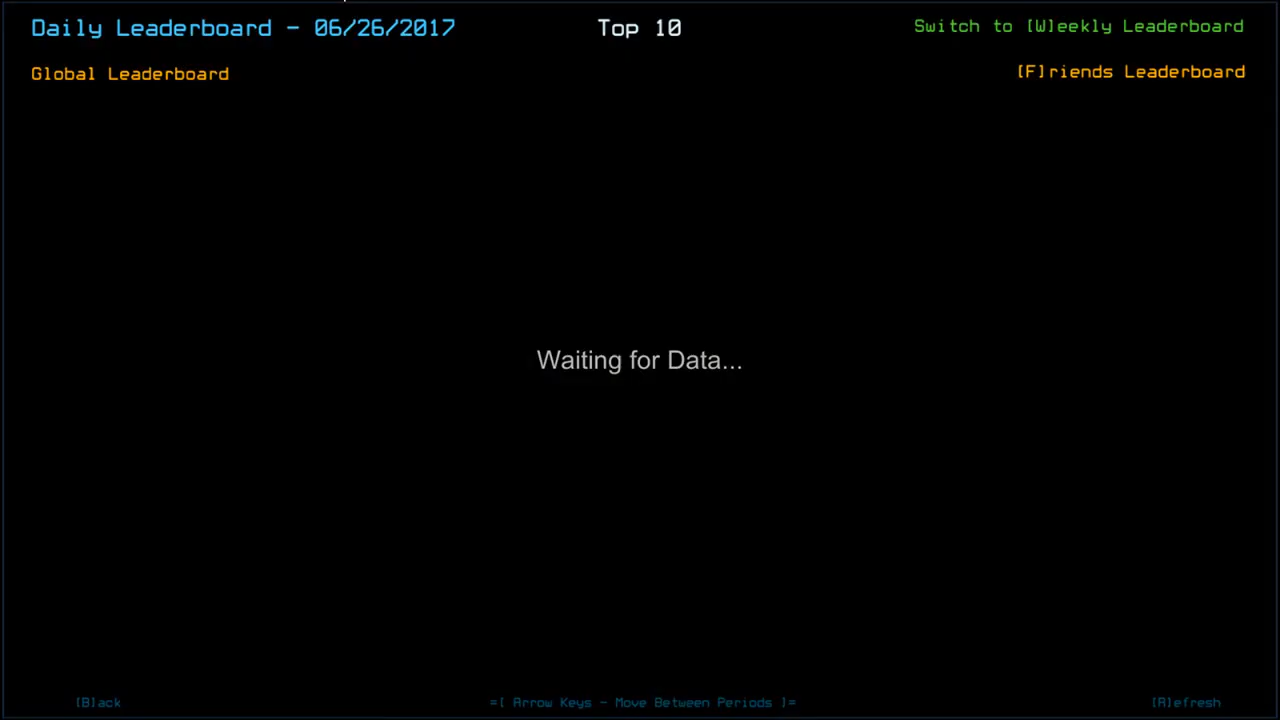 Daily Leaderboard - 06/26/2017
Top 10
Switch to [W]eekly Leaderboard
Global Leaderboard
[F]riends Leaderboard
Waiting for Data...
[B]ack
=[ Arrow Keys - Move Between Periods ]=
[R]efresh